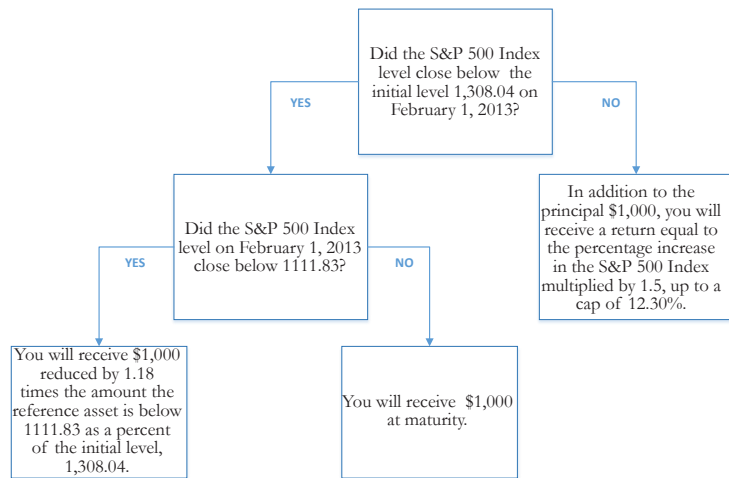 Did the S&P 500 Index
level close below the
initial level 1,308.04 on
February 1, 2013?
YES
NO
Did the S&P 500 Index
level on February 1, 2013
close below 1111.83?
In addition to the
principal $1,000, you will
receive a return equal to
the percentage increase
in the S&P 500 Index
multiplied by 1.5, up to a
cap of 12.30%.
YES
NO
You will receive $1,000
reduced by 1.18
times the amount the
reference asset is below
1111.83 as a percent
of the initial level,
1,308.04.
You will receive $1,000
at maturity.